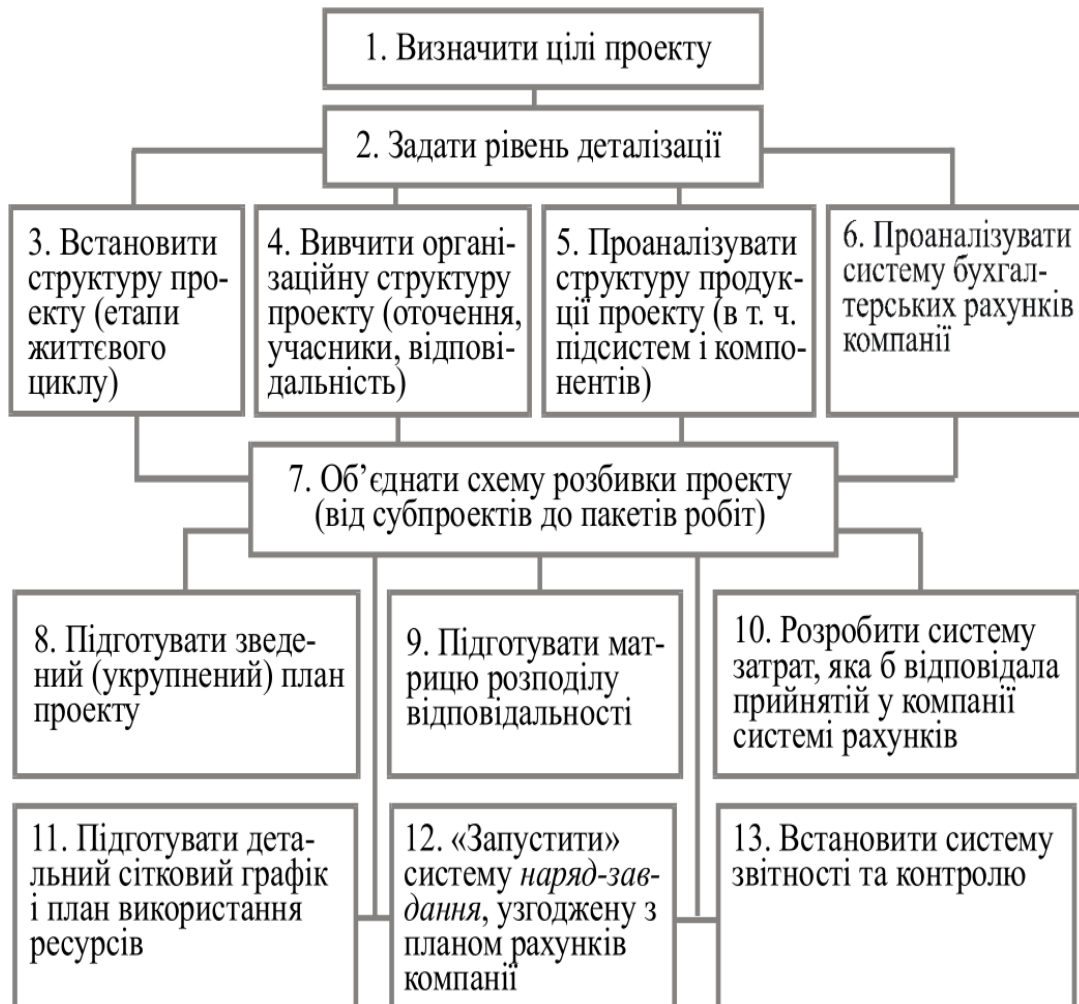 1. Визначити цілі проекту
2. Задати рівень деталізації
3. Встановити
структуру про-
екту (етапи
життєвого
циклу)
4. Вивчити органі-
заційну структуру
проекту (оточення,
учасники, відпові-
дальність)
5. Проаналізувати
структуру продук-
ції проекту (в т. ч.
підсистем і компо-
нентів)
6. Проаналізувати
систему бухгал-
терських рахунків
компанії
7. Об’єднати схему розбивки проекту
(від субпроектів до пакетів робіт)
8. Підготувати зведе-
ний (укрупнений) план
проекту
9. Підготувати мат-
рицю розподілу
відповідальності
10. Розробити систему
затрат, яка б відповідала
прийнятій у компанії
системі рахунків
11. Підготувати дета-
льний сітковий графік
і план використання
ресурсів
12. «Запустити»
систему наряд-зав-
дання, узгоджену з
планом рахунків
компанії
13. Встановити систему
звітності та контролю